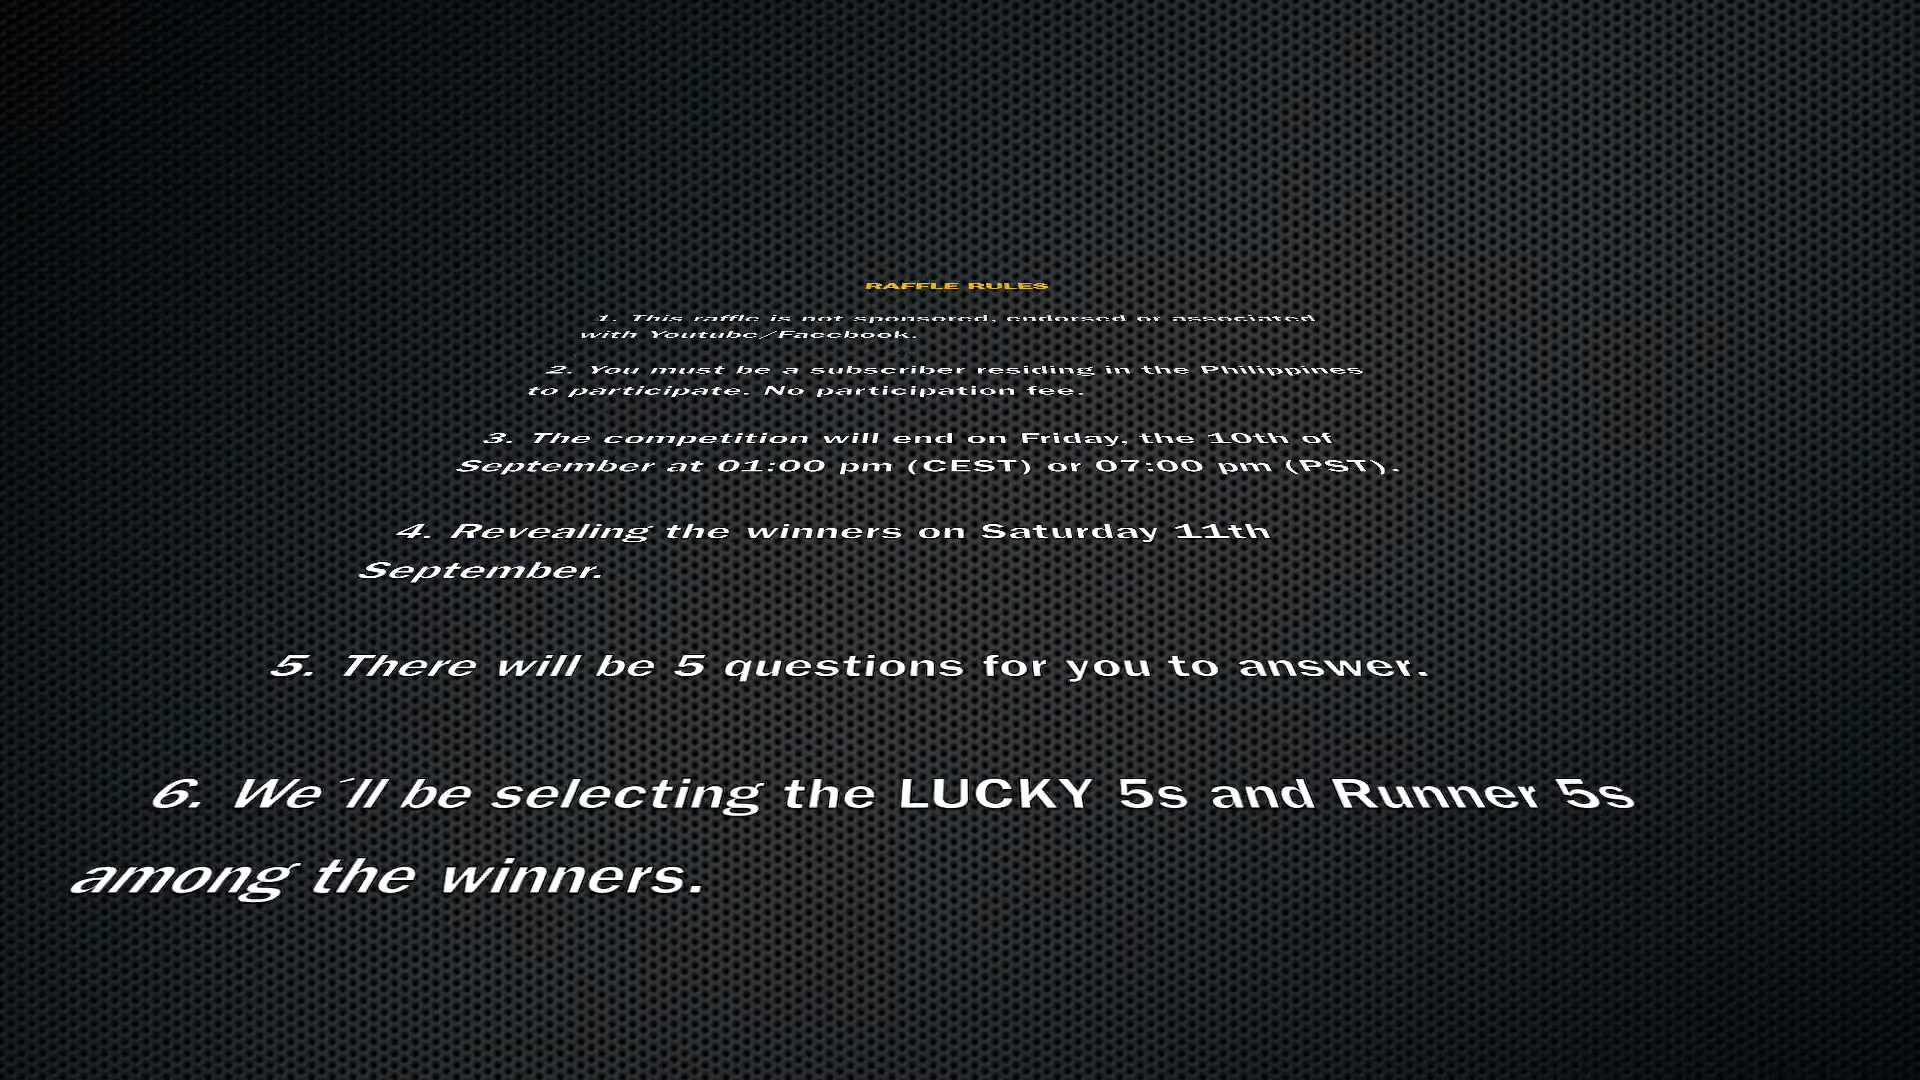 RAFFLE RULES
1. This raffle is not sponsored, endorsed or associated
with Youtube/Facebook.
2. You must be a subscriber residing in the Philippines
to participate. No participation fee.
3. The competition will end on Friday, the 10th of
September at 01:00 pm (CEST) or 07:00 pm (PST).
4. Revealing the winners on Saturday 11th
September.
5. There will be 5 questions for you to answer.
6. We´ll be selecting the LUCKY 5s and Runner 5s
among the winners.